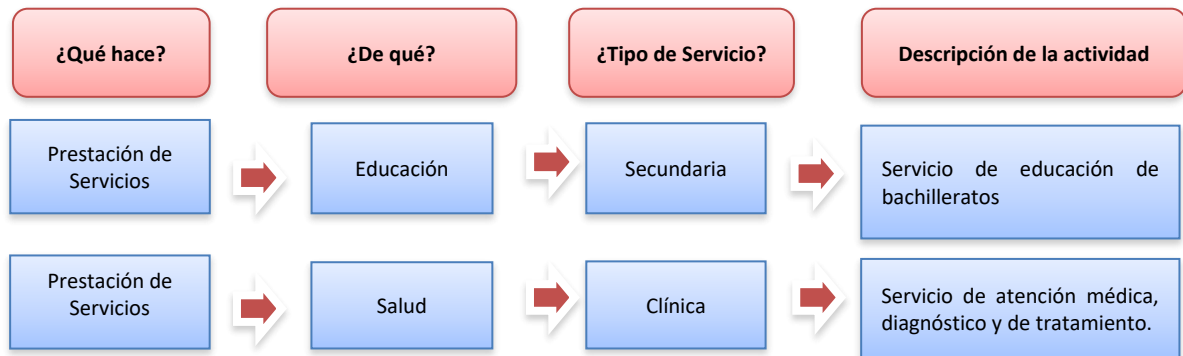 ¿Qué hace?
¿De qué?
¿Tipo de Servicio?
Descripción de la actividad
Prestación de
Servicios
Educación
Secundaria
Servicio de educación de
bachilleratos
Prestación de
Servicios
Salud
Clínica
Servicio de atención médica,
diagnóstico y de tratamiento.